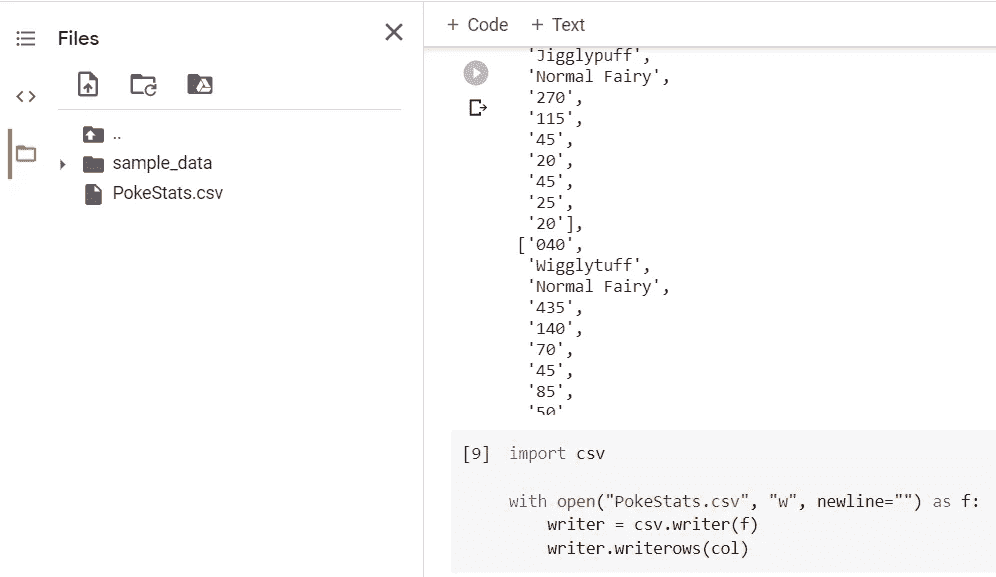 Files
..
sample_data
PokeStats.csv
+ Code + Text
'Jigglypuff',
'Normal Fairy',
'270',
'115',
'45',
'20',
'45',
'25',
'20'],
['040',
'Wigglytuff',
'Normal Fairy',
'435',
'140',
'70',
'45',
'85',
'50'
[9] import csv
with open("PokeStats.csv", "w", newline="") as f:
writer = csv.writer(f)
writer.writerows(col)